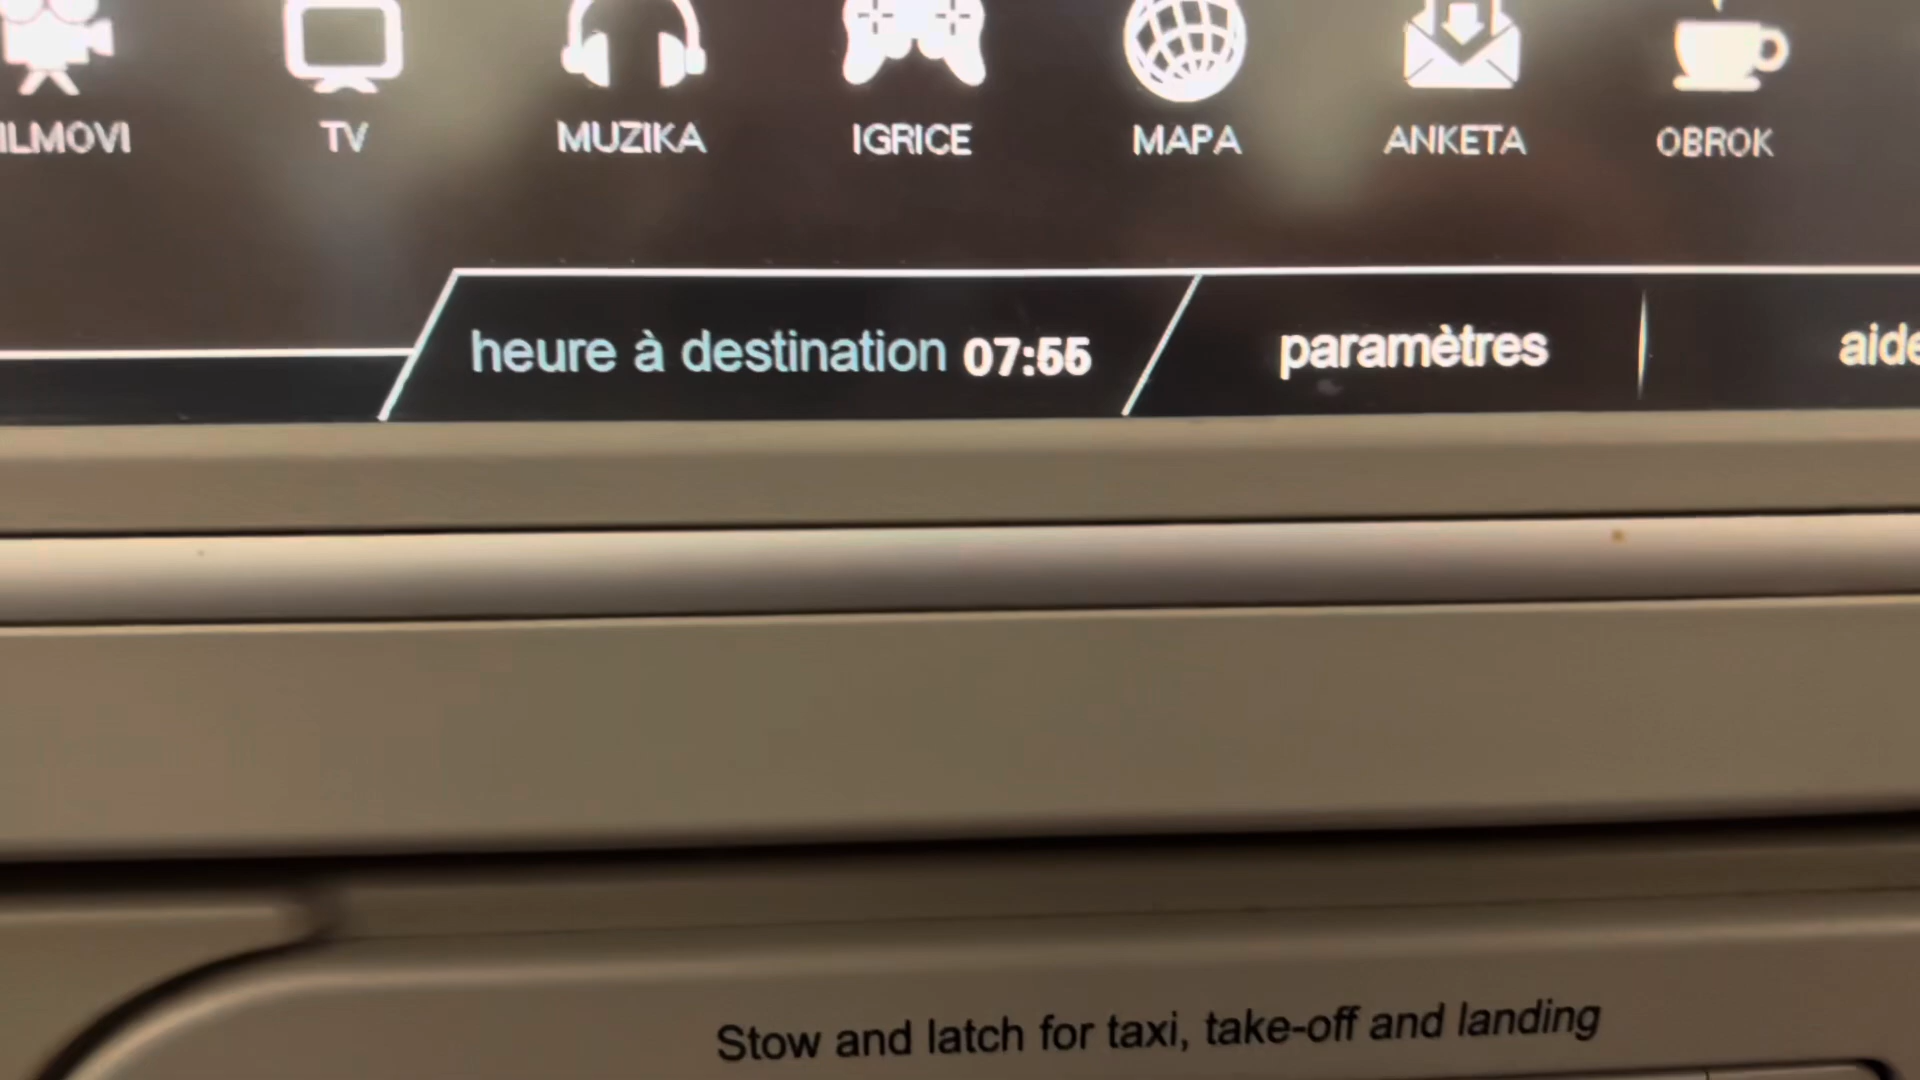 ILMOVI TV MUZIKA IGRICE MAPA ANKETA OBROK
heure à destination 07:55 paramètres aide
Stow and latch for taxi, take-off and landing